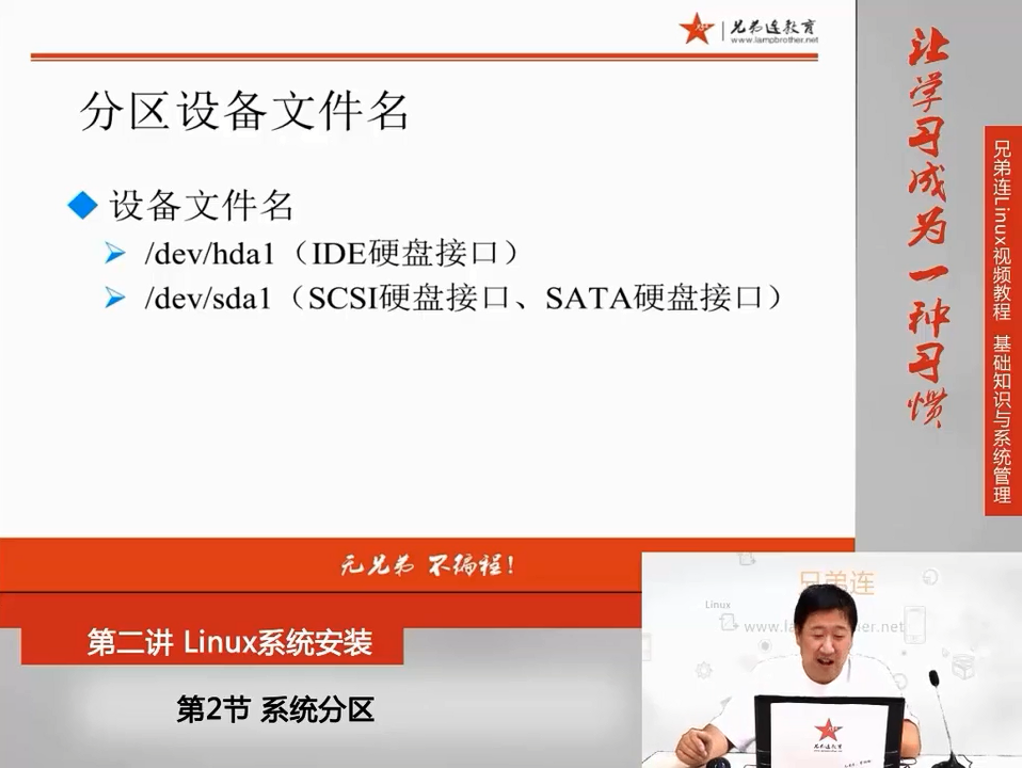 兄弟连教育
www.lampbrother.net
分区设备文件名
设备文件名
/dev/hda1（IDE硬盘接口）
/dev/sda1（SCSI硬盘接口、SATA硬盘接口）
无兄弟 不编程！
第二讲 Linux系统安装
第2节 系统分区
让学习成为一种习惯
兄弟连Linux视频教程 基础知识与系统管理
兄弟连
Linux
兄弟连教育